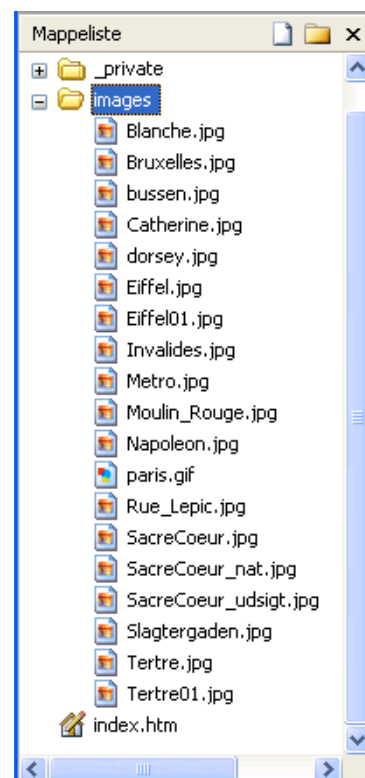 Mappeliste
_private
images
Blanche.jpg
Bruxelles.jpg
bussen.jpg
Catherine.jpg
dorsey.jpg
Eiffel.jpg
Eiffel01.jpg
Invalides.jpg
Metro.jpg
Moulin_Rouge.jpg
Napoleon.jpg
paris.gif
Rue_Lepic.jpg
SacreCoeur.jpg
SacreCoeur_nat.jpg
SacreCoeur_udsigt.jpg
Slagtergaden.jpg
Tertre.jpg
Tertre01.jpg
index.htm